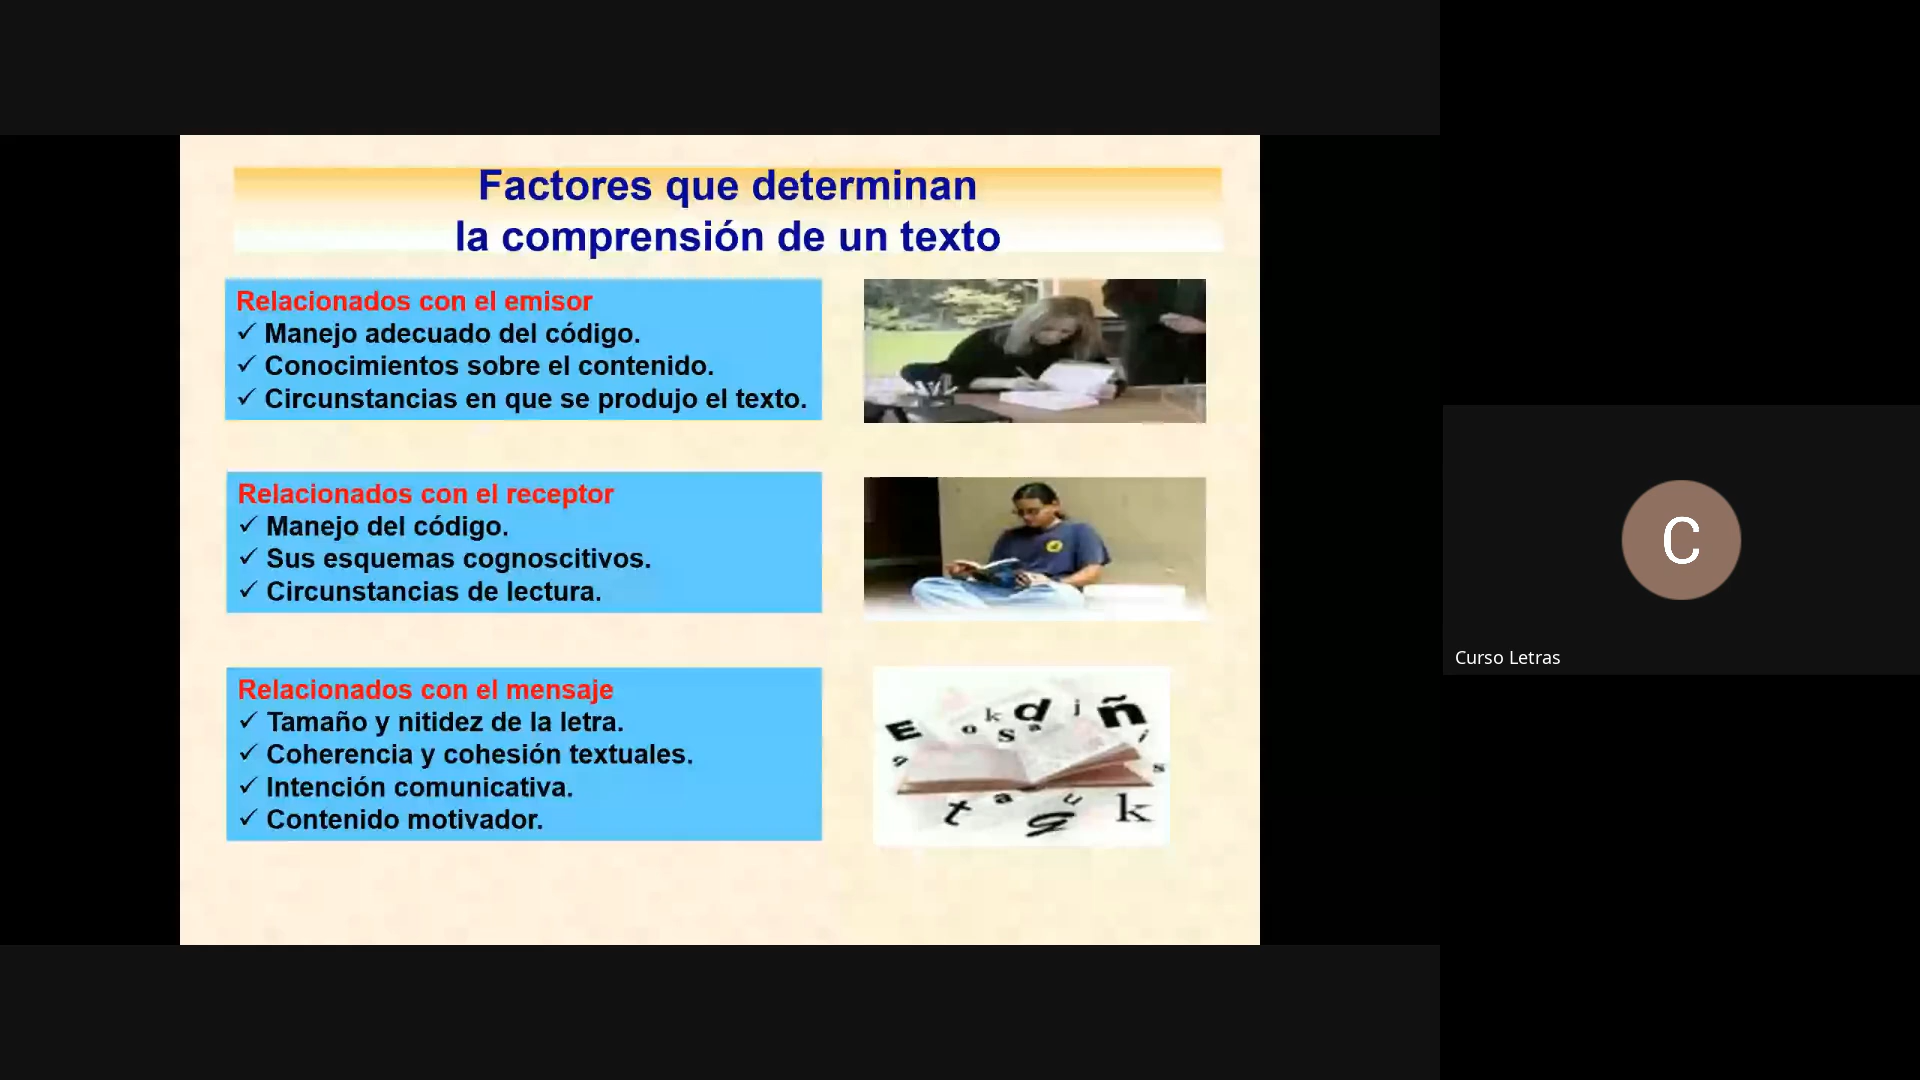 Factores que determinan
la comprensión de un texto
Relacionados con el emisor
✓ Manejo adecuado del código.
✓ Conocimientos sobre el contenido.
✓ Circunstancias en que se produjo el texto.
Relacionados con el receptor
✓ Manejo del código.
✓ Sus esquemas cognoscitivos.
✓ Circunstancias de lectura.
Relacionados con el mensaje
✓ Tamaño y nitidez de la letra.
✓ Coherencia y cohesión textuales.
✓ Intención comunicativa.
✓ Contenido motivador.
C
Curso Letras